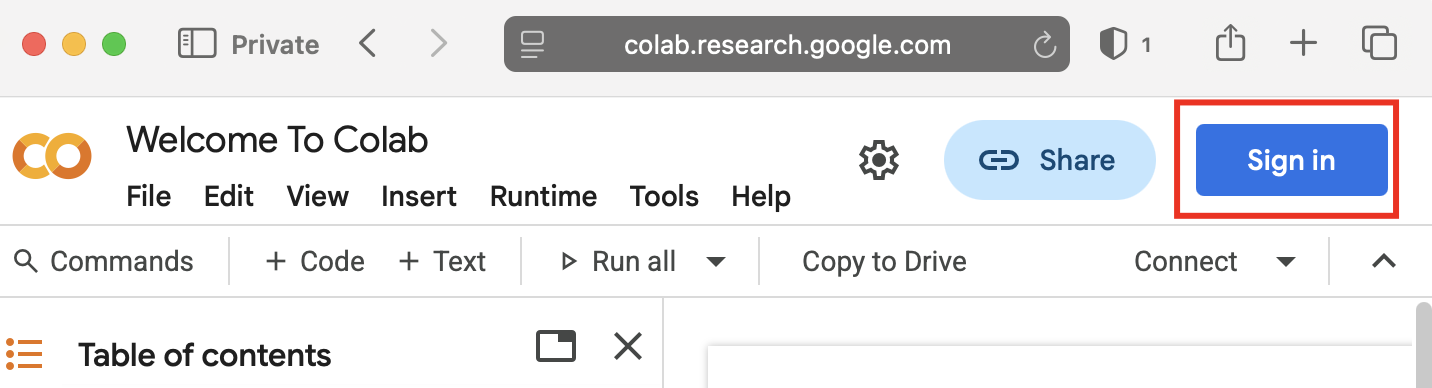 Private colab.research.google.com 1
Welcome To Colab
File Edit View Insert Runtime Tools Help
Share
Sign in
Commands + Code + Text Run all Copy to Drive Connect
Table of contents